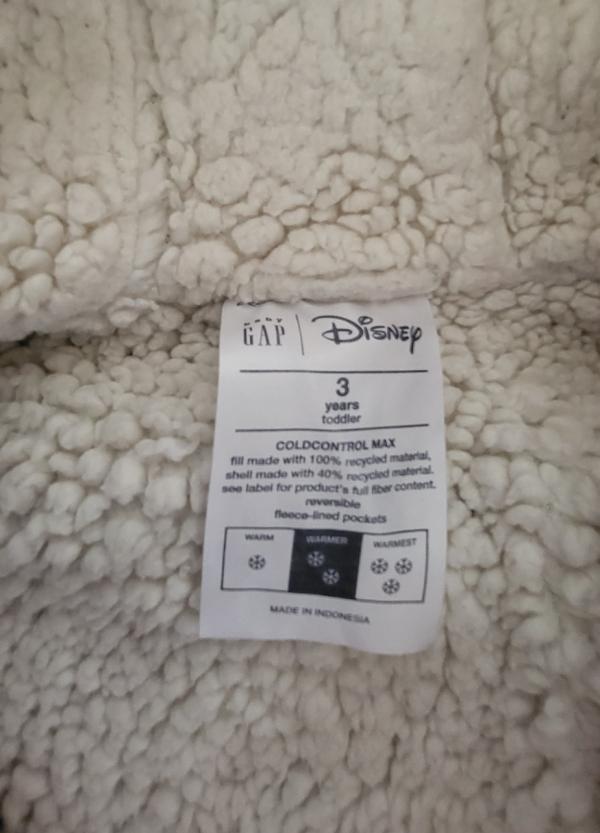 baby
GAP | Disney
3
years
toddler
COLDCONTROL MAX
fill made with 100% recycled material,
shell made with 40% recycled material.
see label for product's full fiber content.
reversible
fleece-lined pockets
WARM WARMER WARMEST
MADE IN INDONESIA